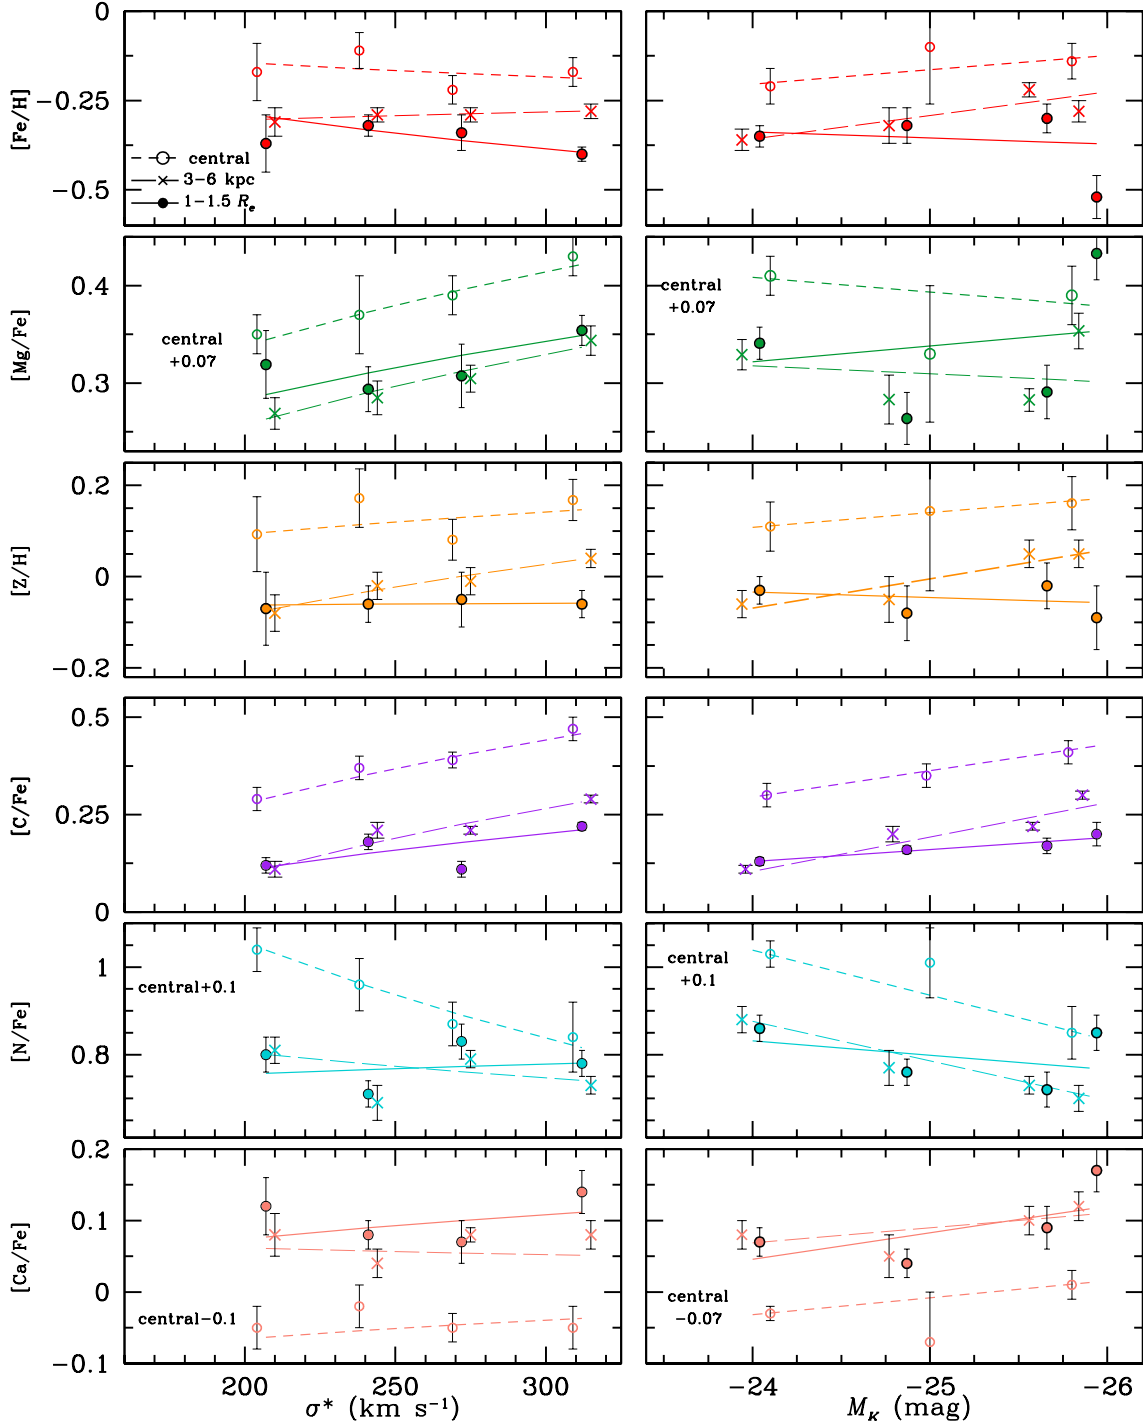 0
−0.25
−0.5
[Fe/H]
central
3−6 kpc
1−1.5 Re
0.4
0.3
[Mg/Fe]
central
+0.07
central
+0.07
0.2
0
−0.2
[Z/H]
0.5
0.25
0
[C/Fe]
1
0.8
[N/Fe]
central+0.1
central
+0.1
0.2
0.1
0
−0.1
[Ca/Fe]
central−0.1
central
−0.07
200 250 300
−24 −25 −26
σ* (km s⁻¹)
M_K (mag)